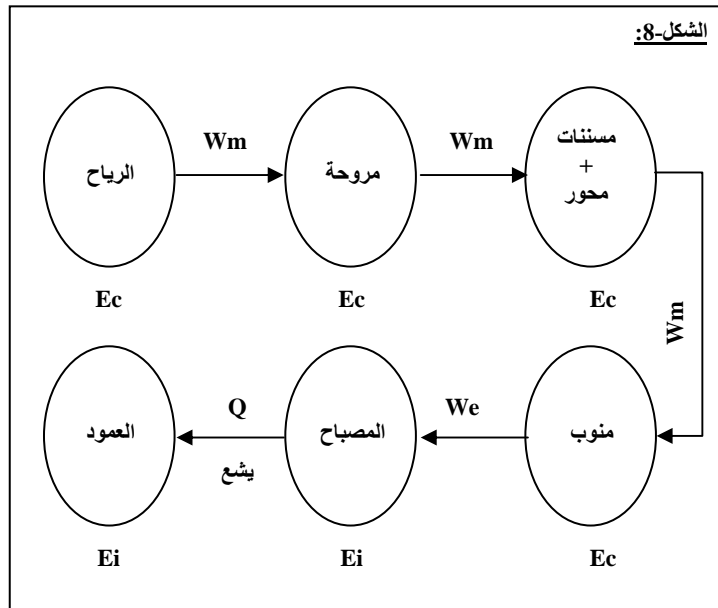 الشكل-8:
الرياح
Wm
مروحة
Wm
مسننات
+
محور
Ec
Ec
Ec
Wm
العمود
Q
يشع
المصباح
We
منوب
Ei
Ei
Ec